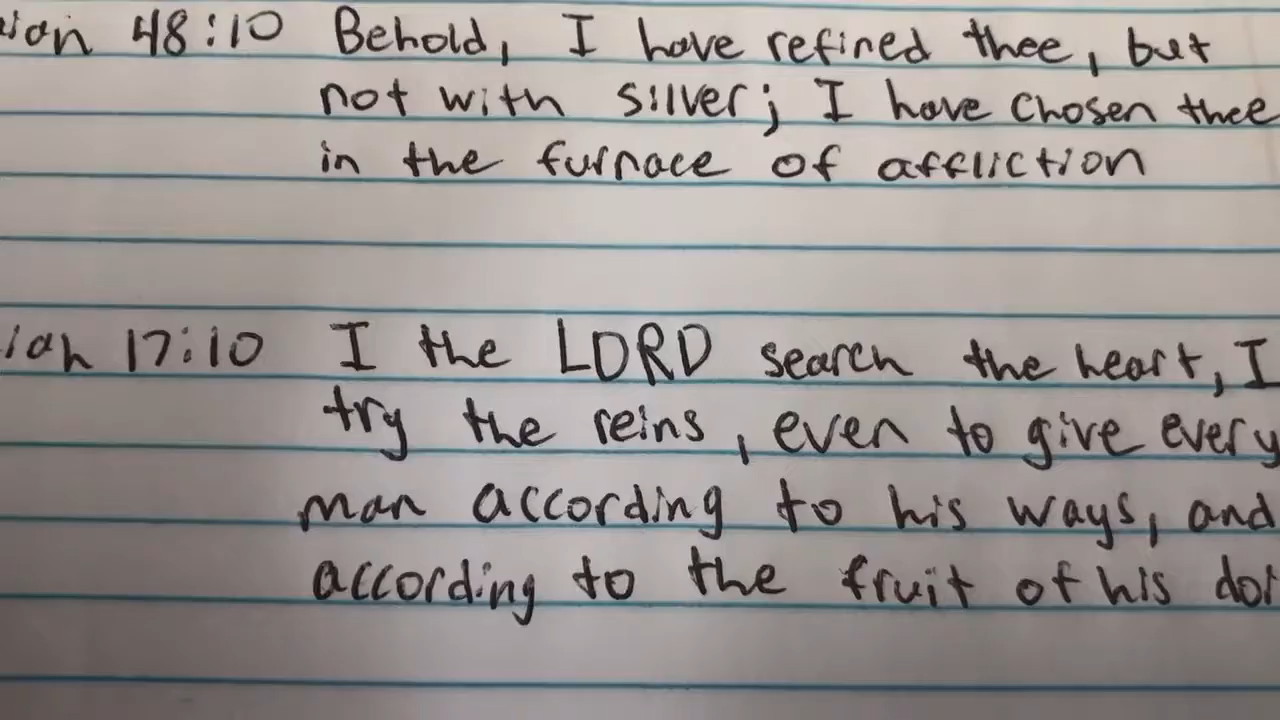 48:10 Behold, I have refined thee, but
not with silver; I have chosen thee
in the furnace of affliction
17:10 I the LORD search the heart, I
try the reins, even to give every
man according to his ways, and
according to the fruit of his